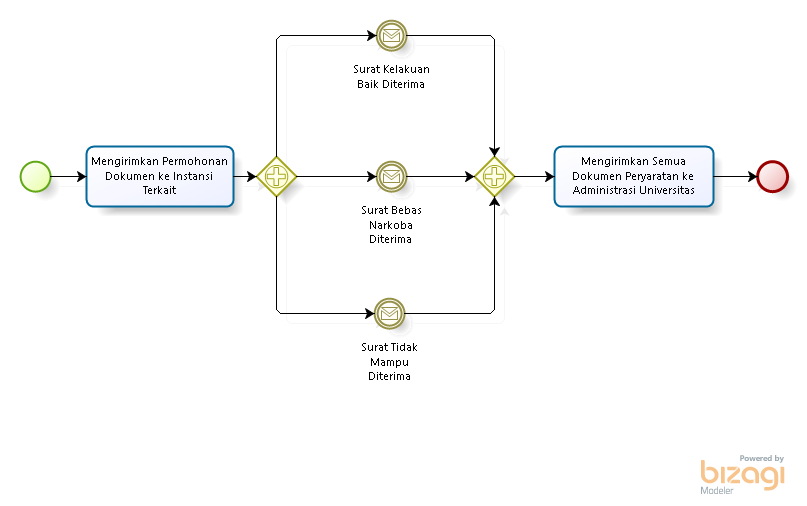 Surat Kelakuan
Baik Diterima
Mengirimkan Permohonan
Dokumen ke Instansi
Terkait
Surat Bebas
Narkoba
Diterima
Mengirimkan Semua
Dokumen Peryaratan ke
Administrasi Universitas
Surat Tidak
Mampu
Diterima
Powered by
bizagi
Modeler